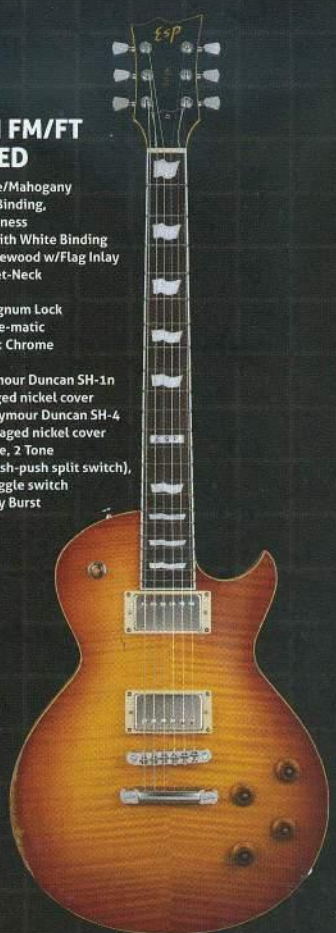 ESP
FM/FT
ED
e/Mahogany
Binding,
ness
ith White Binding
ewood w/Flag Inlay
et-Neck
gnum Lock
e-matic
t Chrome
mour Duncan SH-1n
ged nickel cover
ymour Duncan SH-4
aged nickel cover
e, 2 Tone
sh-push split switch),
ggle switch
y Burst
ESP